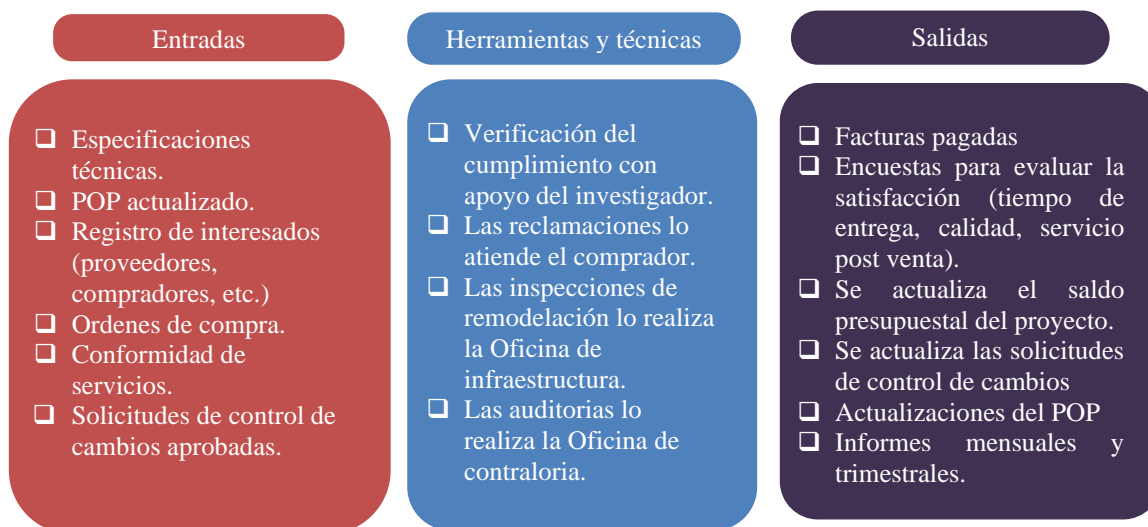 Entradas
❑ Especificaciones
técnicas.
❑ POP actualizado.
❑ Registro de interesados
(proveedores,
compradores, etc.)
❑ Ordenes de compra.
❑ Conformidad de
servicios.
❑ Solicitudes de control de
cambios aprobadas.
Herramientas y técnicas
❑ Verificación del
cumplimiento con
apoyo del investigador.
❑ Las reclamaciones lo
atiende el comprador.
❑ Las inspecciones de
remodelación lo realiza
la Oficina de
infraestructura.
❑ Las auditorias lo
realiza la Oficina de
contraloria.
Salidas
❑ Facturas pagadas
❑ Encuestas para evaluar la
satisfacción (tiempo de
entrega, calidad, servicio
post venta).
❑ Se actualiza el saldo
presupuestal del proyecto.
❑ Se actualiza las solicitudes
de control de cambios
❑ Actualizaciones del POP
❑ Informes mensuales y
trimestrales.